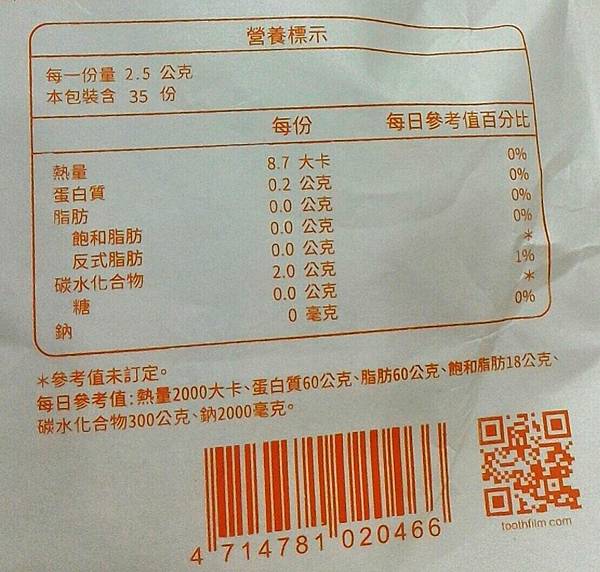 營養標示
每一份量 2.5 公克
本包裝含 35 份
每份 每日參考值百分比
熱量 8.7 大卡 0%
蛋白質 0.2 公克 0%
脂肪 0.0 公克 0%
飽和脂肪 0.0 公克 0%
反式脂肪 0.0 公克 *
碳水化合物 2.0 公克 1%
糖 0.0 公克 *
鈉 0 毫克 0%
*參考值未訂定。
每日參考值:熱量2000大卡、蛋白質60公克、脂肪60公克、飽和脂肪18公克、
碳水化合物300公克、鈉2000毫克。
4 714781 020466
toothfilm.com